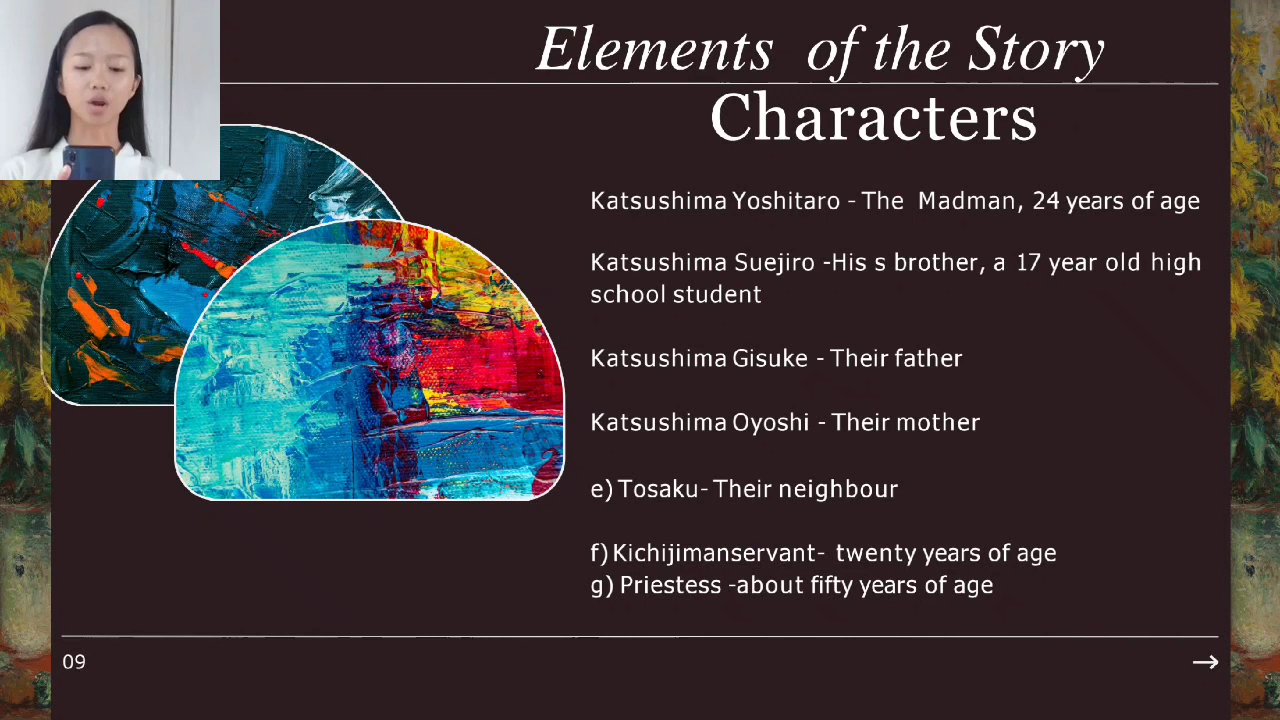 Elements of the Story
Characters
Katsushima Yoshitaro - The Madman, 24 years of age
Katsushima Suejiro -His s brother, a 17 year old high
school student
Katsushima Gisuke - Their father
Katsushima Oyoshi - Their mother
e) Tosaku- Their neighbour
f) Kichijimanservant- twenty years of age
g) Priestess -about fifty years of age
09